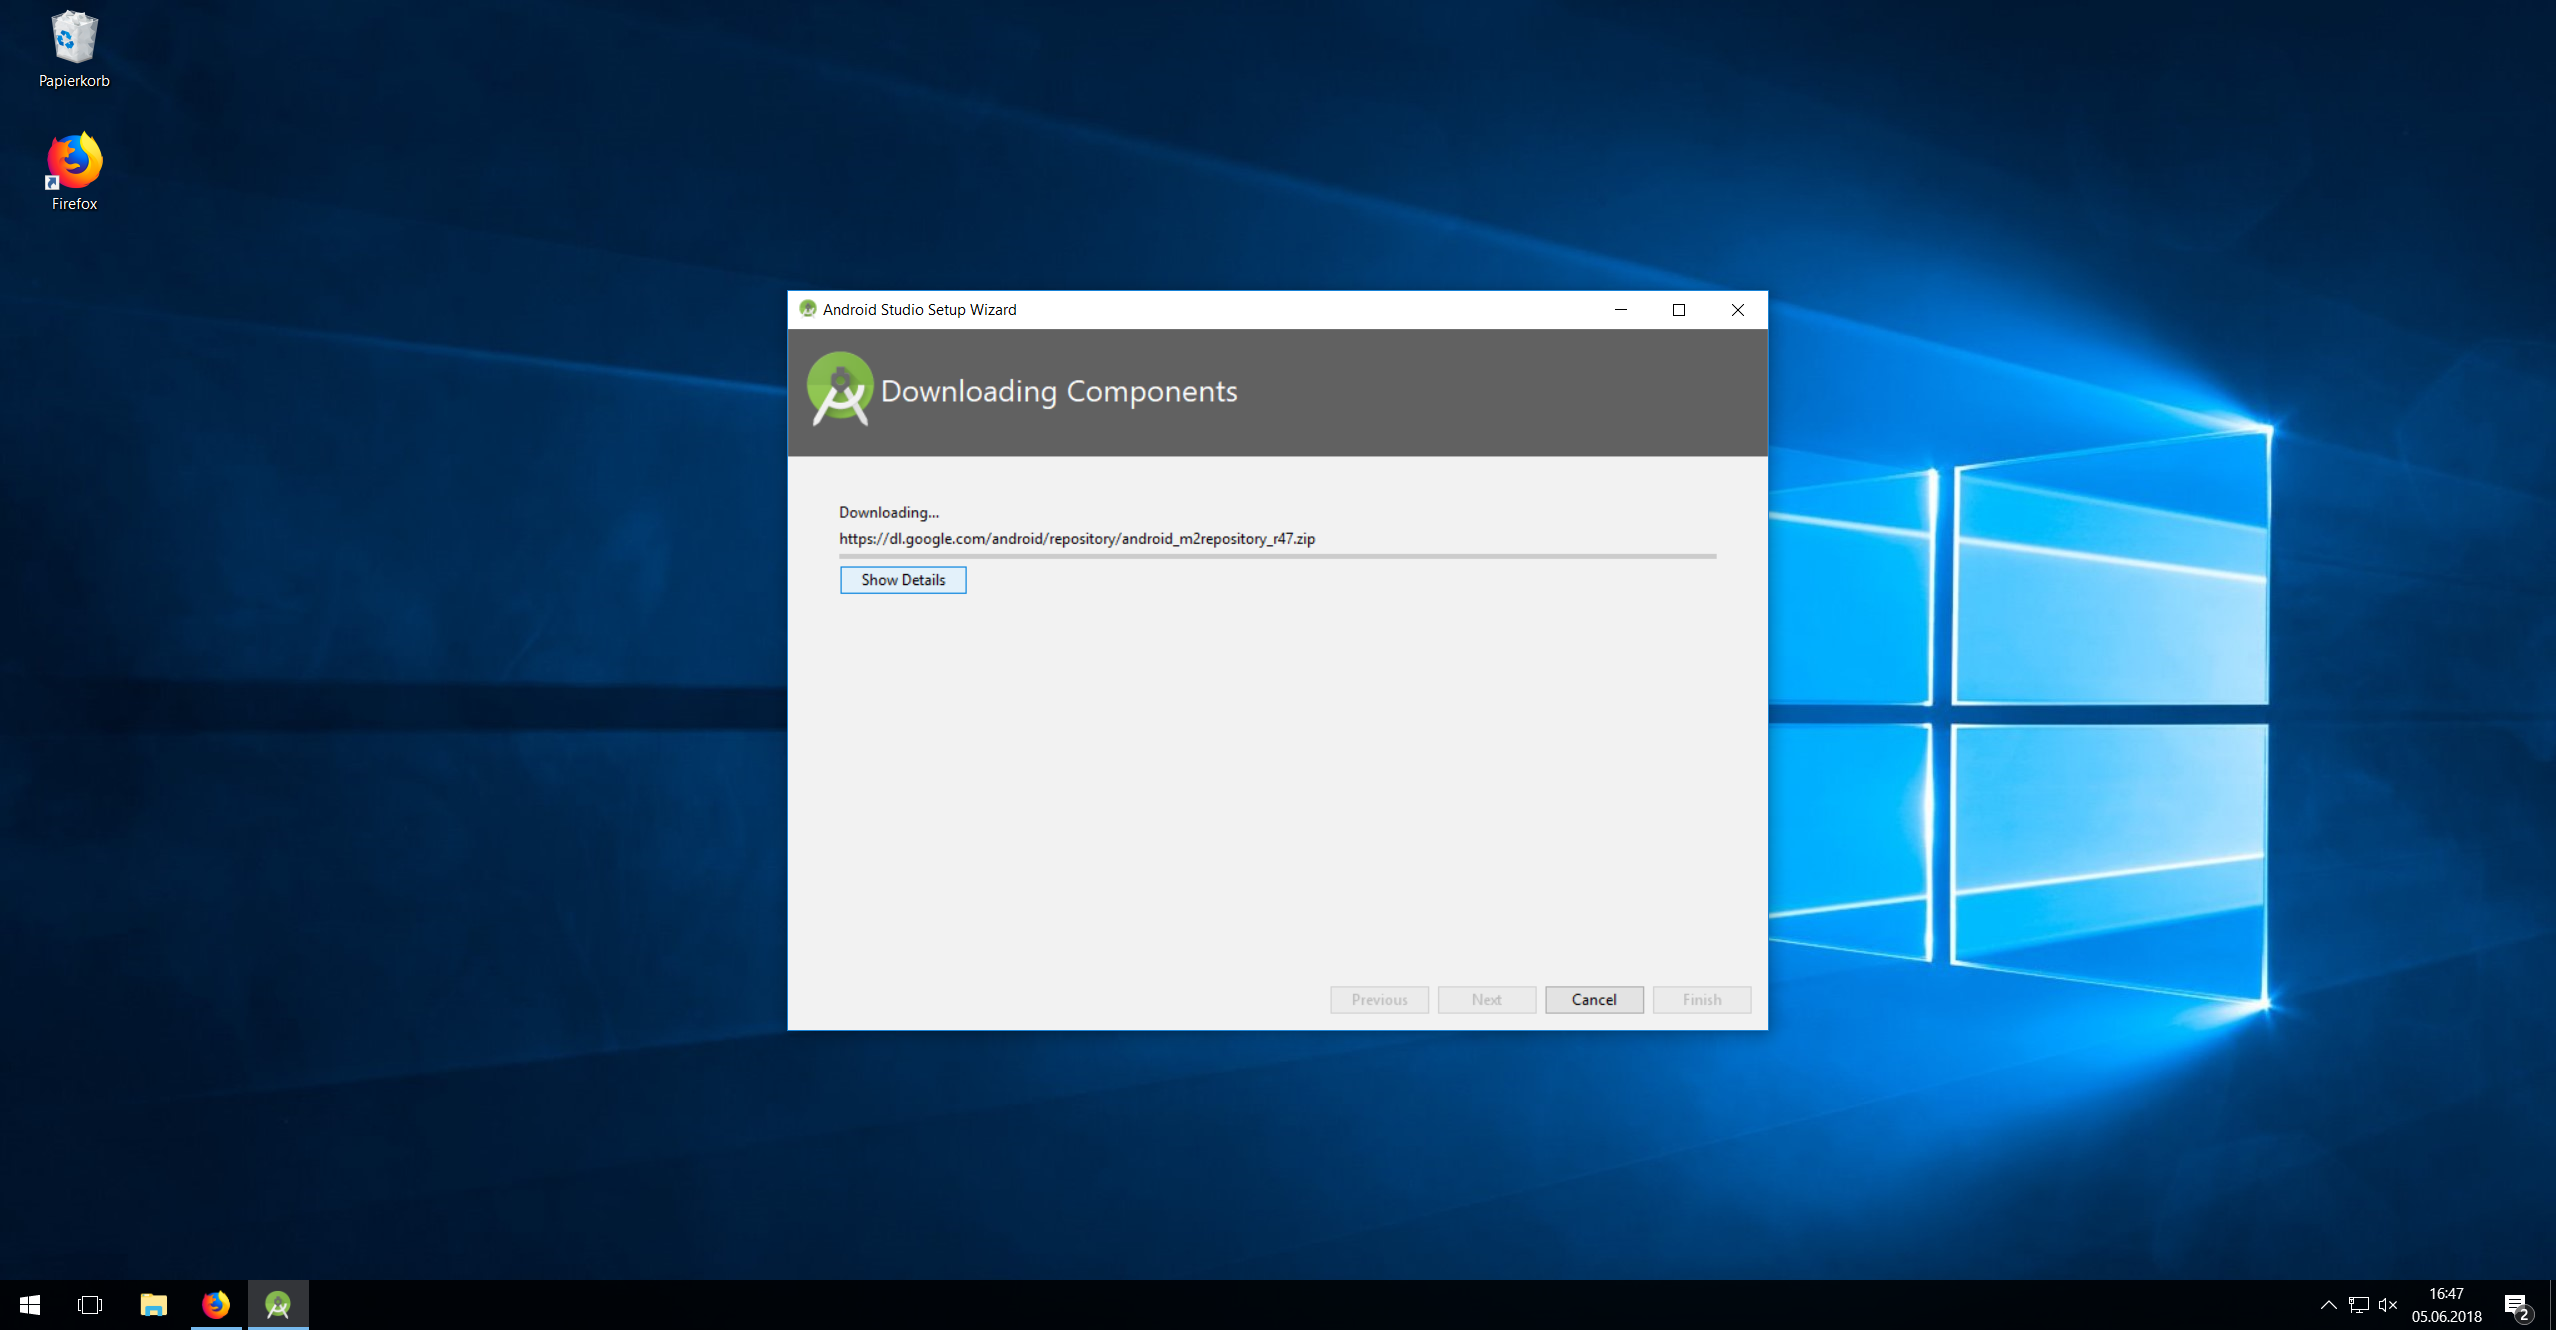 Papierkorb
Firefox
Android Studio Setup Wizard
Downloading Components
Downloading...
https://dl.google.com/android/repository/android_m2repository_r47.zip
Show Details
Previous
Next
Cancel
Finish
16:47
05.06.2018
2